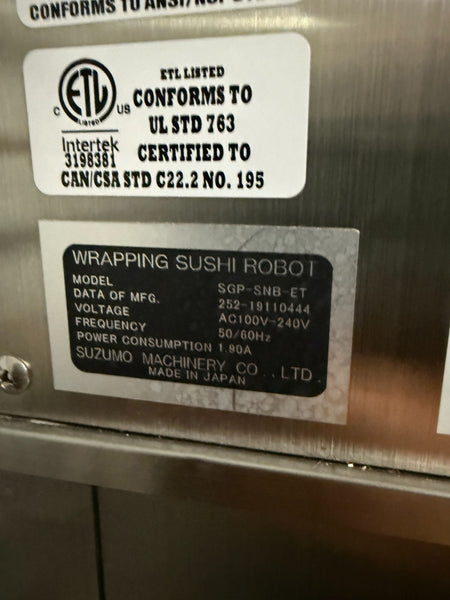 CONFORMS TO ANSI/NSF STD
ETL LISTED
CONFORMS TO
UL STD 763
CERTIFIED TO
CAN/CSA STD C22.2 NO. 195
C ETL LISTED US
Intertek
3198381
WRAPPING SUSHI ROBOT
MODEL SGP-SNB-ET
DATA OF MFG. 252-19110444
VOLTAGE AC100V-240V
FREQUENCY 50/60Hz
POWER CONSUMPTION 1.90A
SUZUMO MACHINERY CO.,LTD.
MADE IN JAPAN